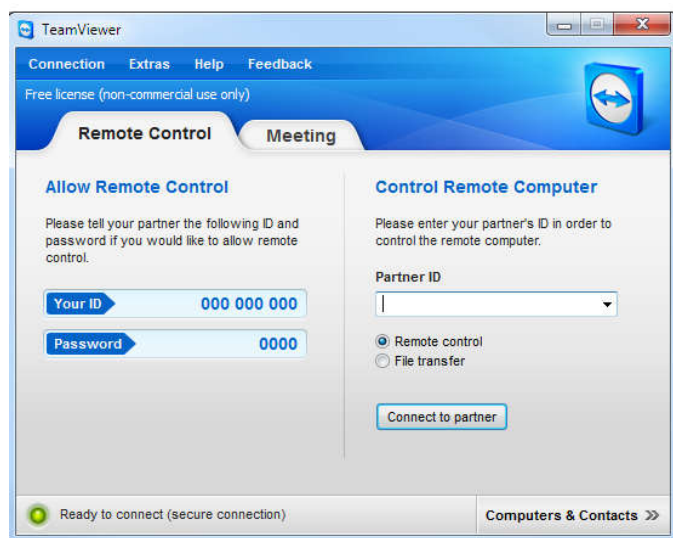 TeamViewer
Connection Extras Help Feedback
Free license (non-commercial use only)
Remote Control Meeting
Allow Remote Control
Please tell your partner the following ID and
password if you would like to allow remote
control.
Your ID 000 000 000
Password 0000
Control Remote Computer
Please enter your partner's ID in order to
control the remote computer.
Partner ID
Remote control
File transfer
Connect to partner
Ready to connect (secure connection)
Computers & Contacts >>